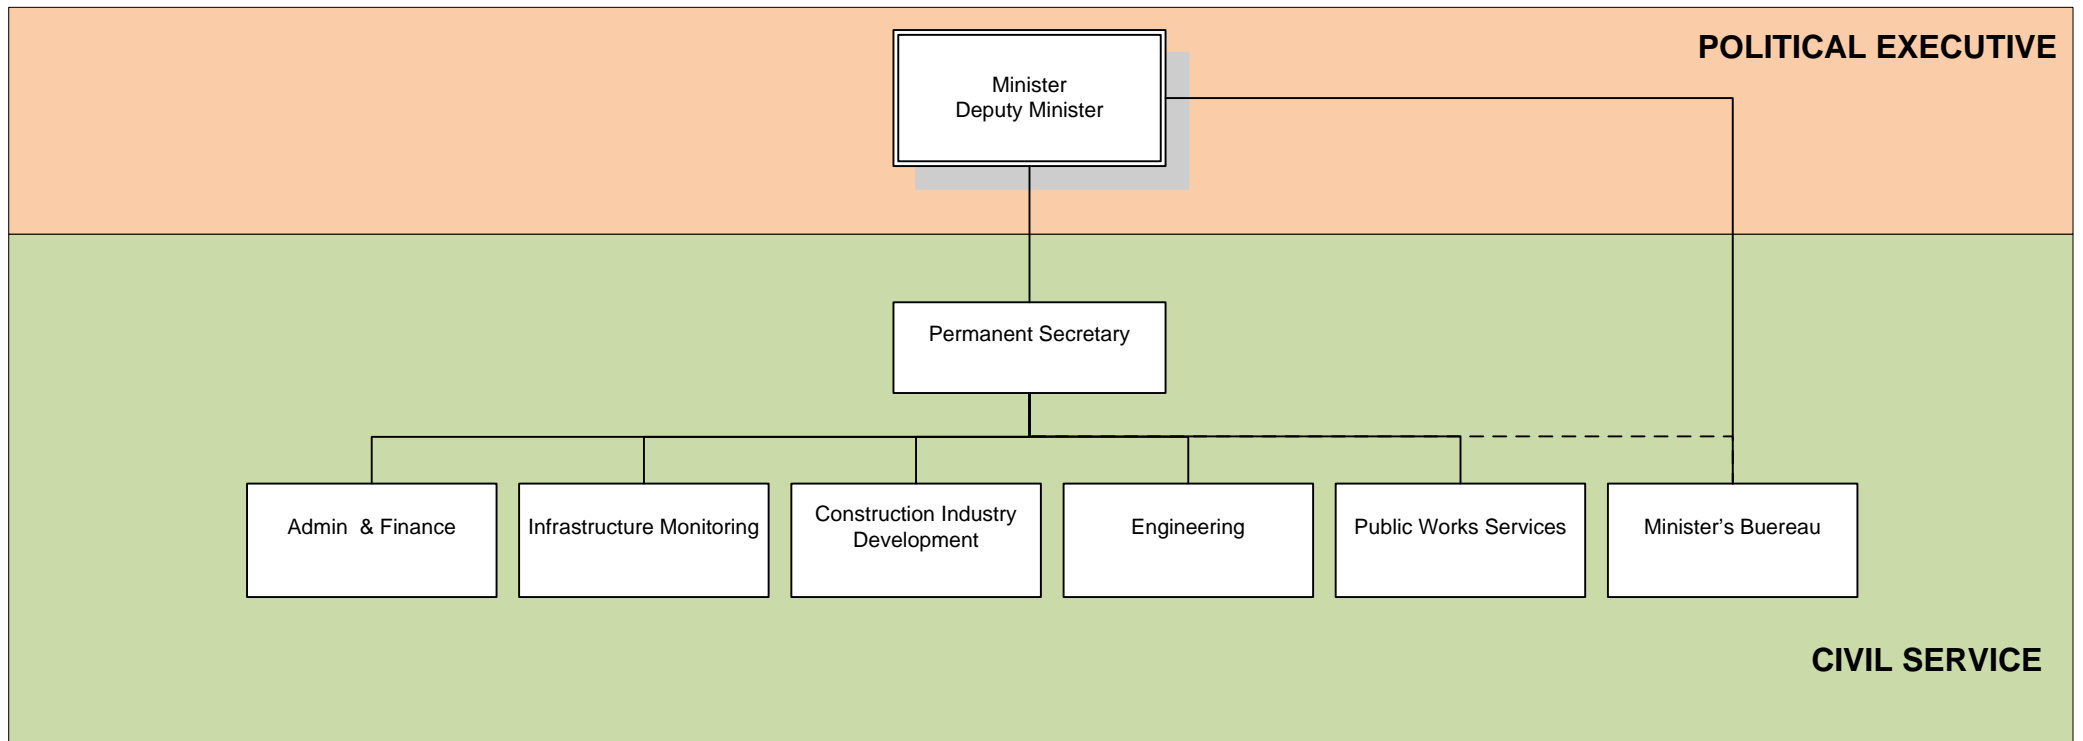 POLITICAL EXECUTIVE
Minister
Deputy Minister
Permanent Secretary
Admin  & Finance
Infrastructure Monitoring
Construction Industry
Development
Engineering
Public Works Services
Minister’s Buereau
CIVIL SERVICE